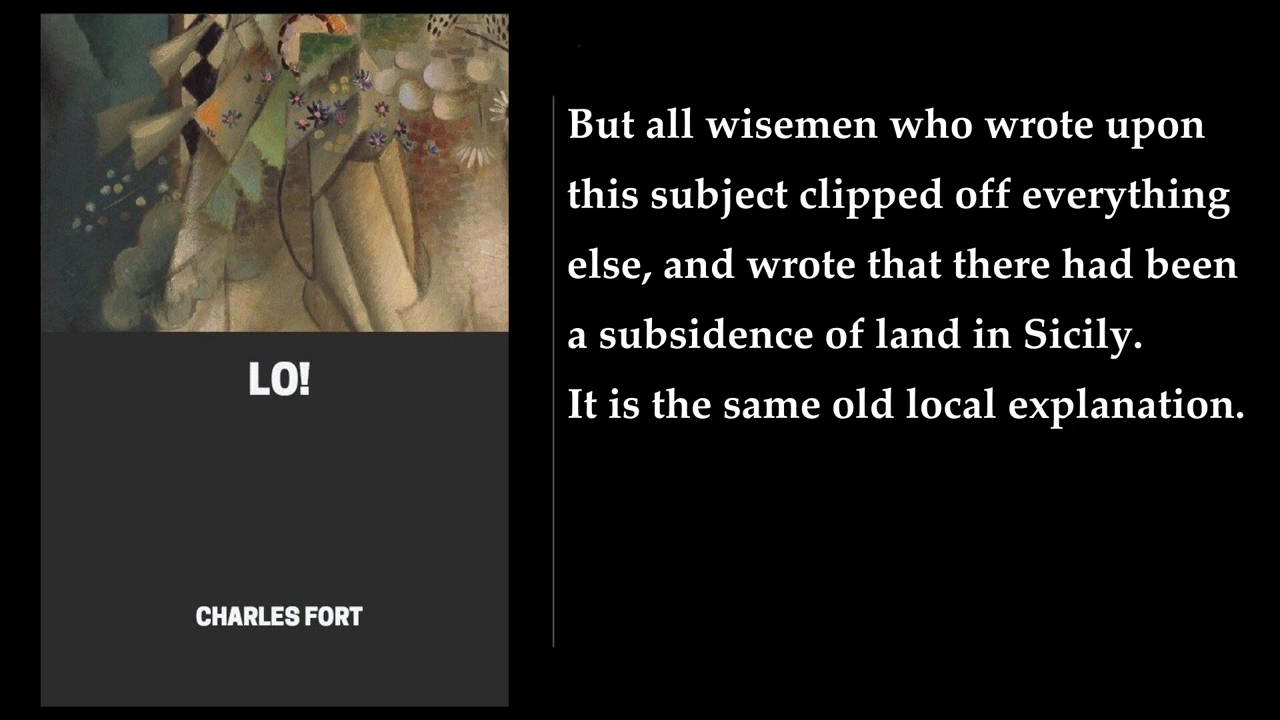 LO!
CHARLES FORT
But all wisemen who wrote upon
this subject clipped off everything
else, and wrote that there had been
a subsidence of land in Sicily.
It is the same old local explanation.